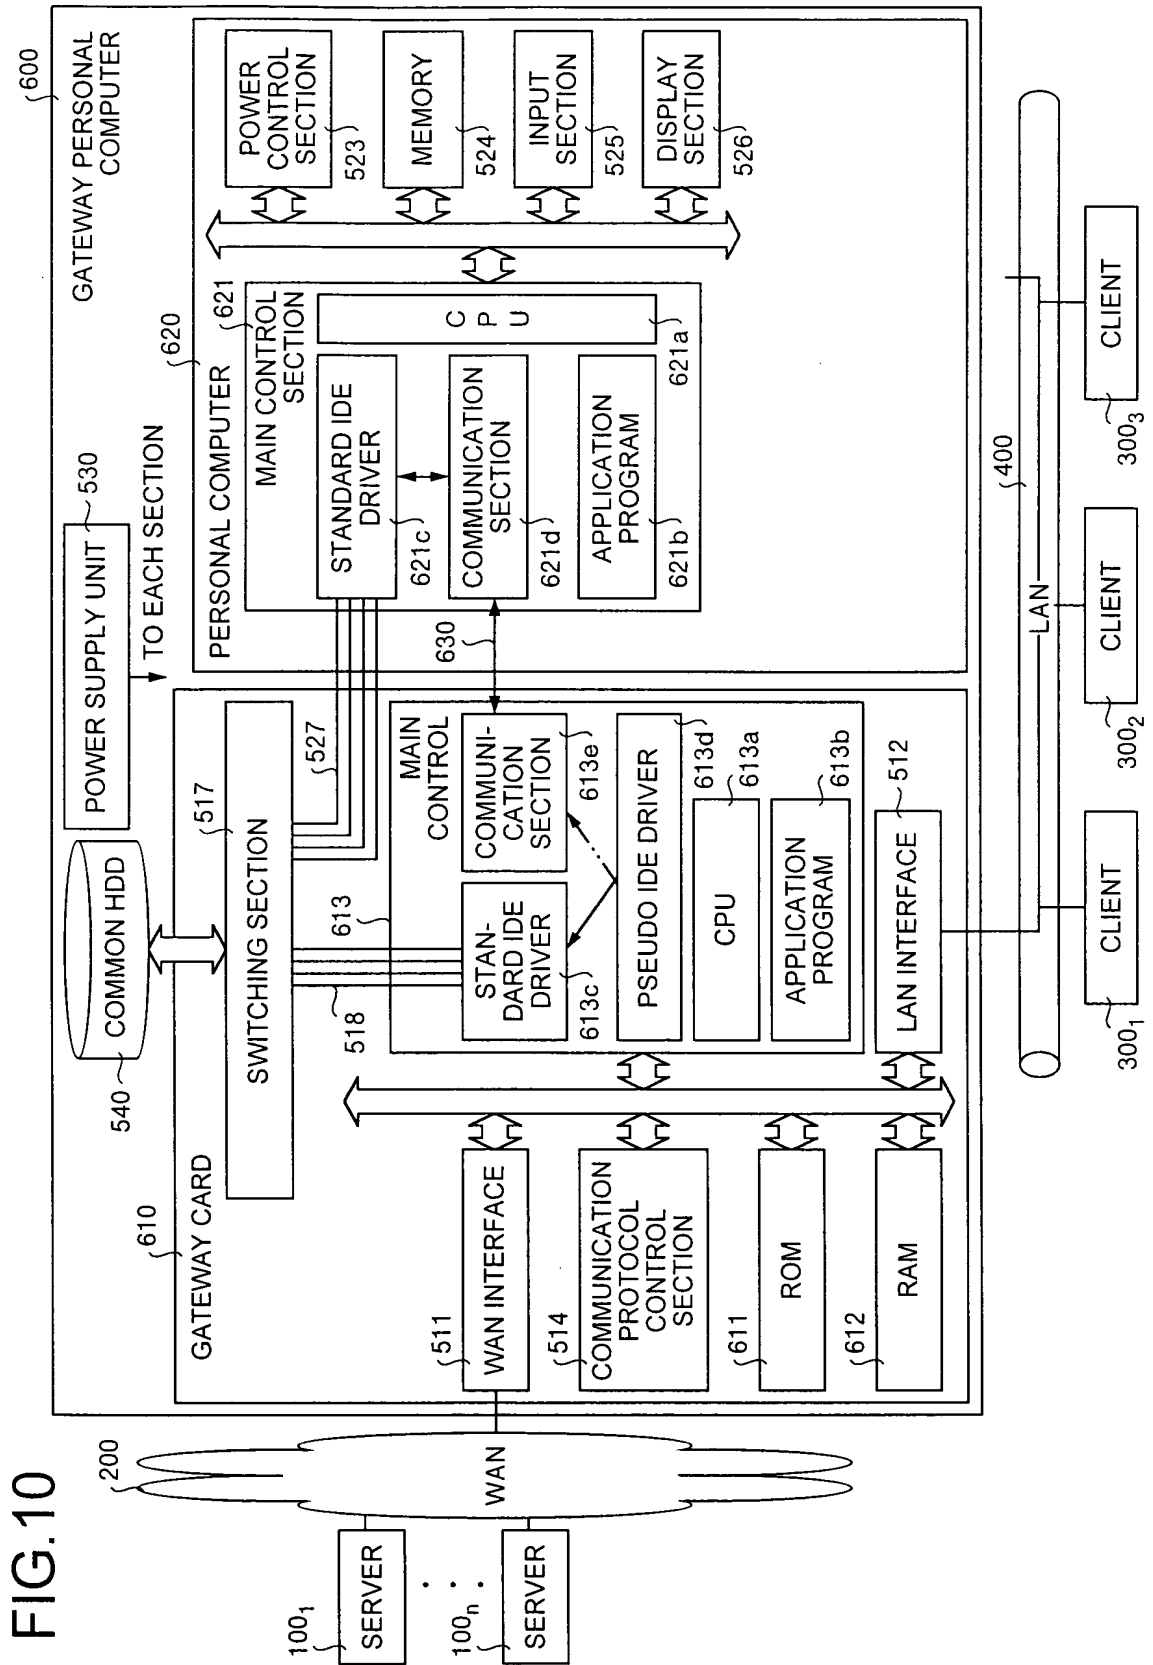 FIG.10
600
GATEWAY PERSONAL
COMPUTER
POWER SUPPLY UNIT
530
TO EACH SECTION
COMMON HDD
540
610
GATEWAY CARD
517
SWITCHING SECTION
527
518
613
MAIN
CONTROL
STAN-
DARD IDE
DRIVER
613c
COMMUNI-
CATION
SECTION
613e
630
PSEUDO IDE DRIVER
613d
CPU
613a
APPLICATION
PROGRAM
613b
LAN INTERFACE
512
511
WAN INTERFACE
514
COMMUNICATION
PROTOCOL
CONTROL
SECTION
611
ROM
612
RAM
620
PERSONAL COMPUTER
621
MAIN CONTROL
SECTION
STANDARD IDE
DRIVER
621c
COMMUNICATION
SECTION
621d
APPLICATION
PROGRAM
621b
C P U
621a
POWER
CONTROL
SECTION
523
MEMORY
524
INPUT
SECTION
525
DISPLAY
SECTION
526
200
WAN
100₁
SERVER
· · ·
100ₙ
SERVER
400
LAN
CLIENT
300₁
CLIENT
300₂
CLIENT
300₃